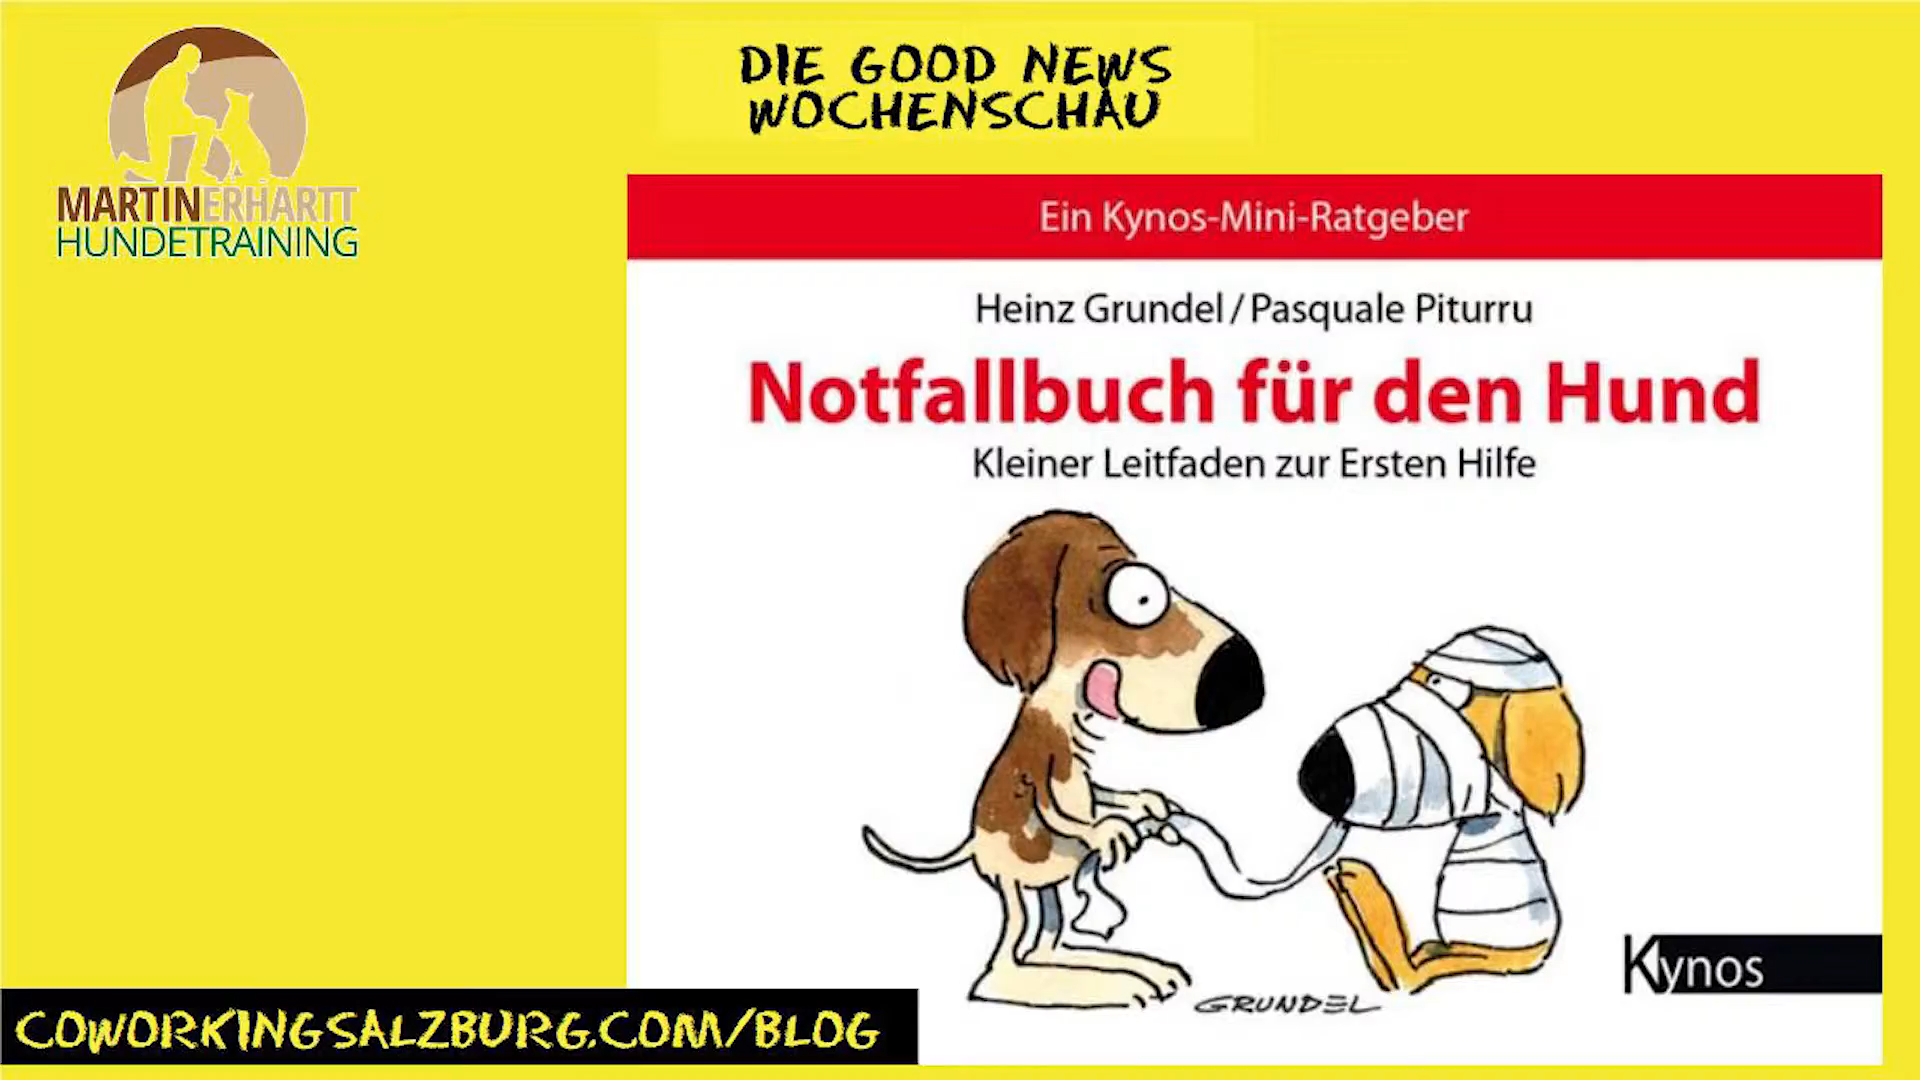 DIE GOOD NEWS
WOCHENSCHAU
MARTINERHARTT
HUNDETRAINING
Ein Kynos-Mini-Ratgeber
Heinz Grundel/Pasquale Piturru
Notfallbuch für den Hund
Kleiner Leitfaden zur Ersten Hilfe
GRUNDEL
Kynos
COWORKINGSALZBURG.COM/BLOG